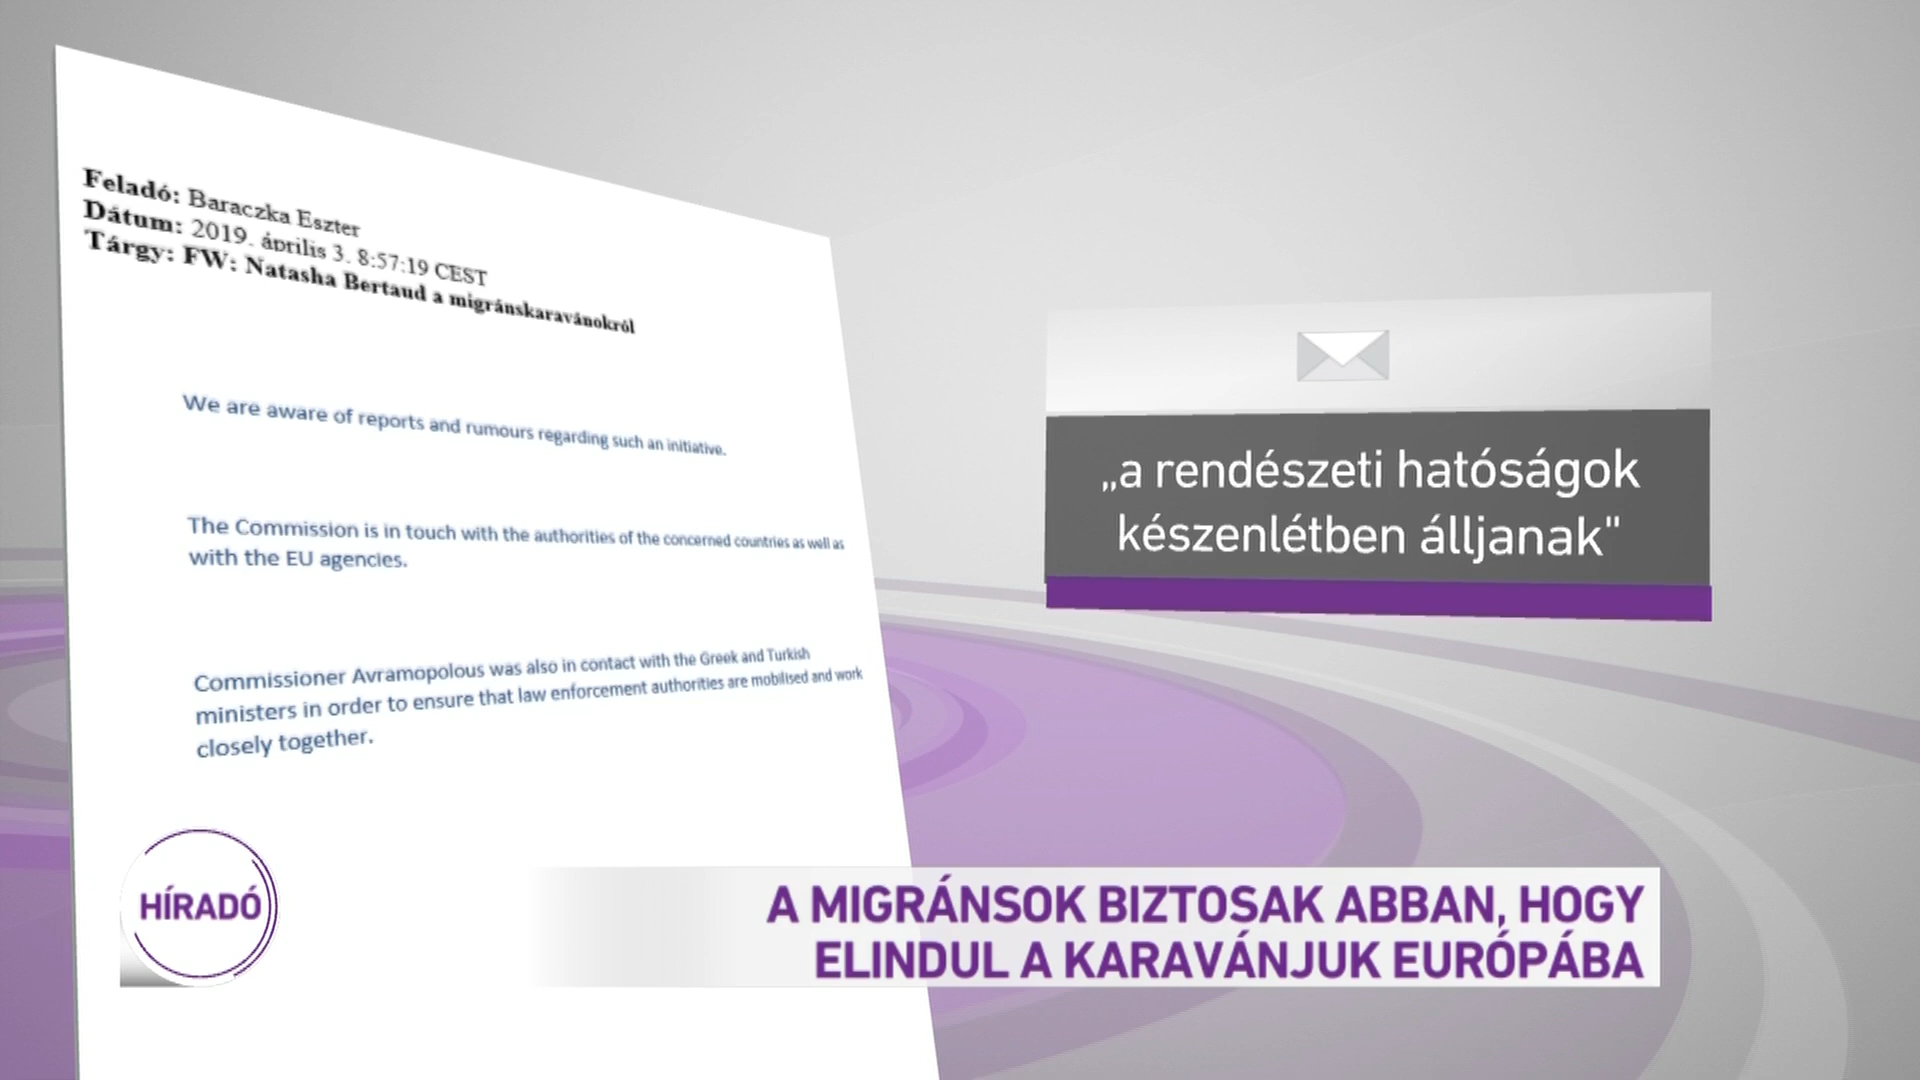 Feladó: Baraczka Eszter
Dátum: 2019. április 3. 8:57:19 CEST
Tárgy: FW: Natasha Bertaud a migránskaravánokról
We are aware of reports and rumours regarding such an initiative.
The Commission is in touch with the authorities of the concerned countries as well as
with the EU agencies.
Commissioner Avramopolous was also in contact with the Greek and Turkish
ministers in order to ensure that law enforcement authorities are mobilised and work
closely together.
„a rendészeti hatóságok
készenlétben álljanak"
HÍRADÓ
A MIGRÁNSOK BIZTOSAK ABBAN, HOGY
ELINDUL A KARAVÁNJUK EURÓPÁBA